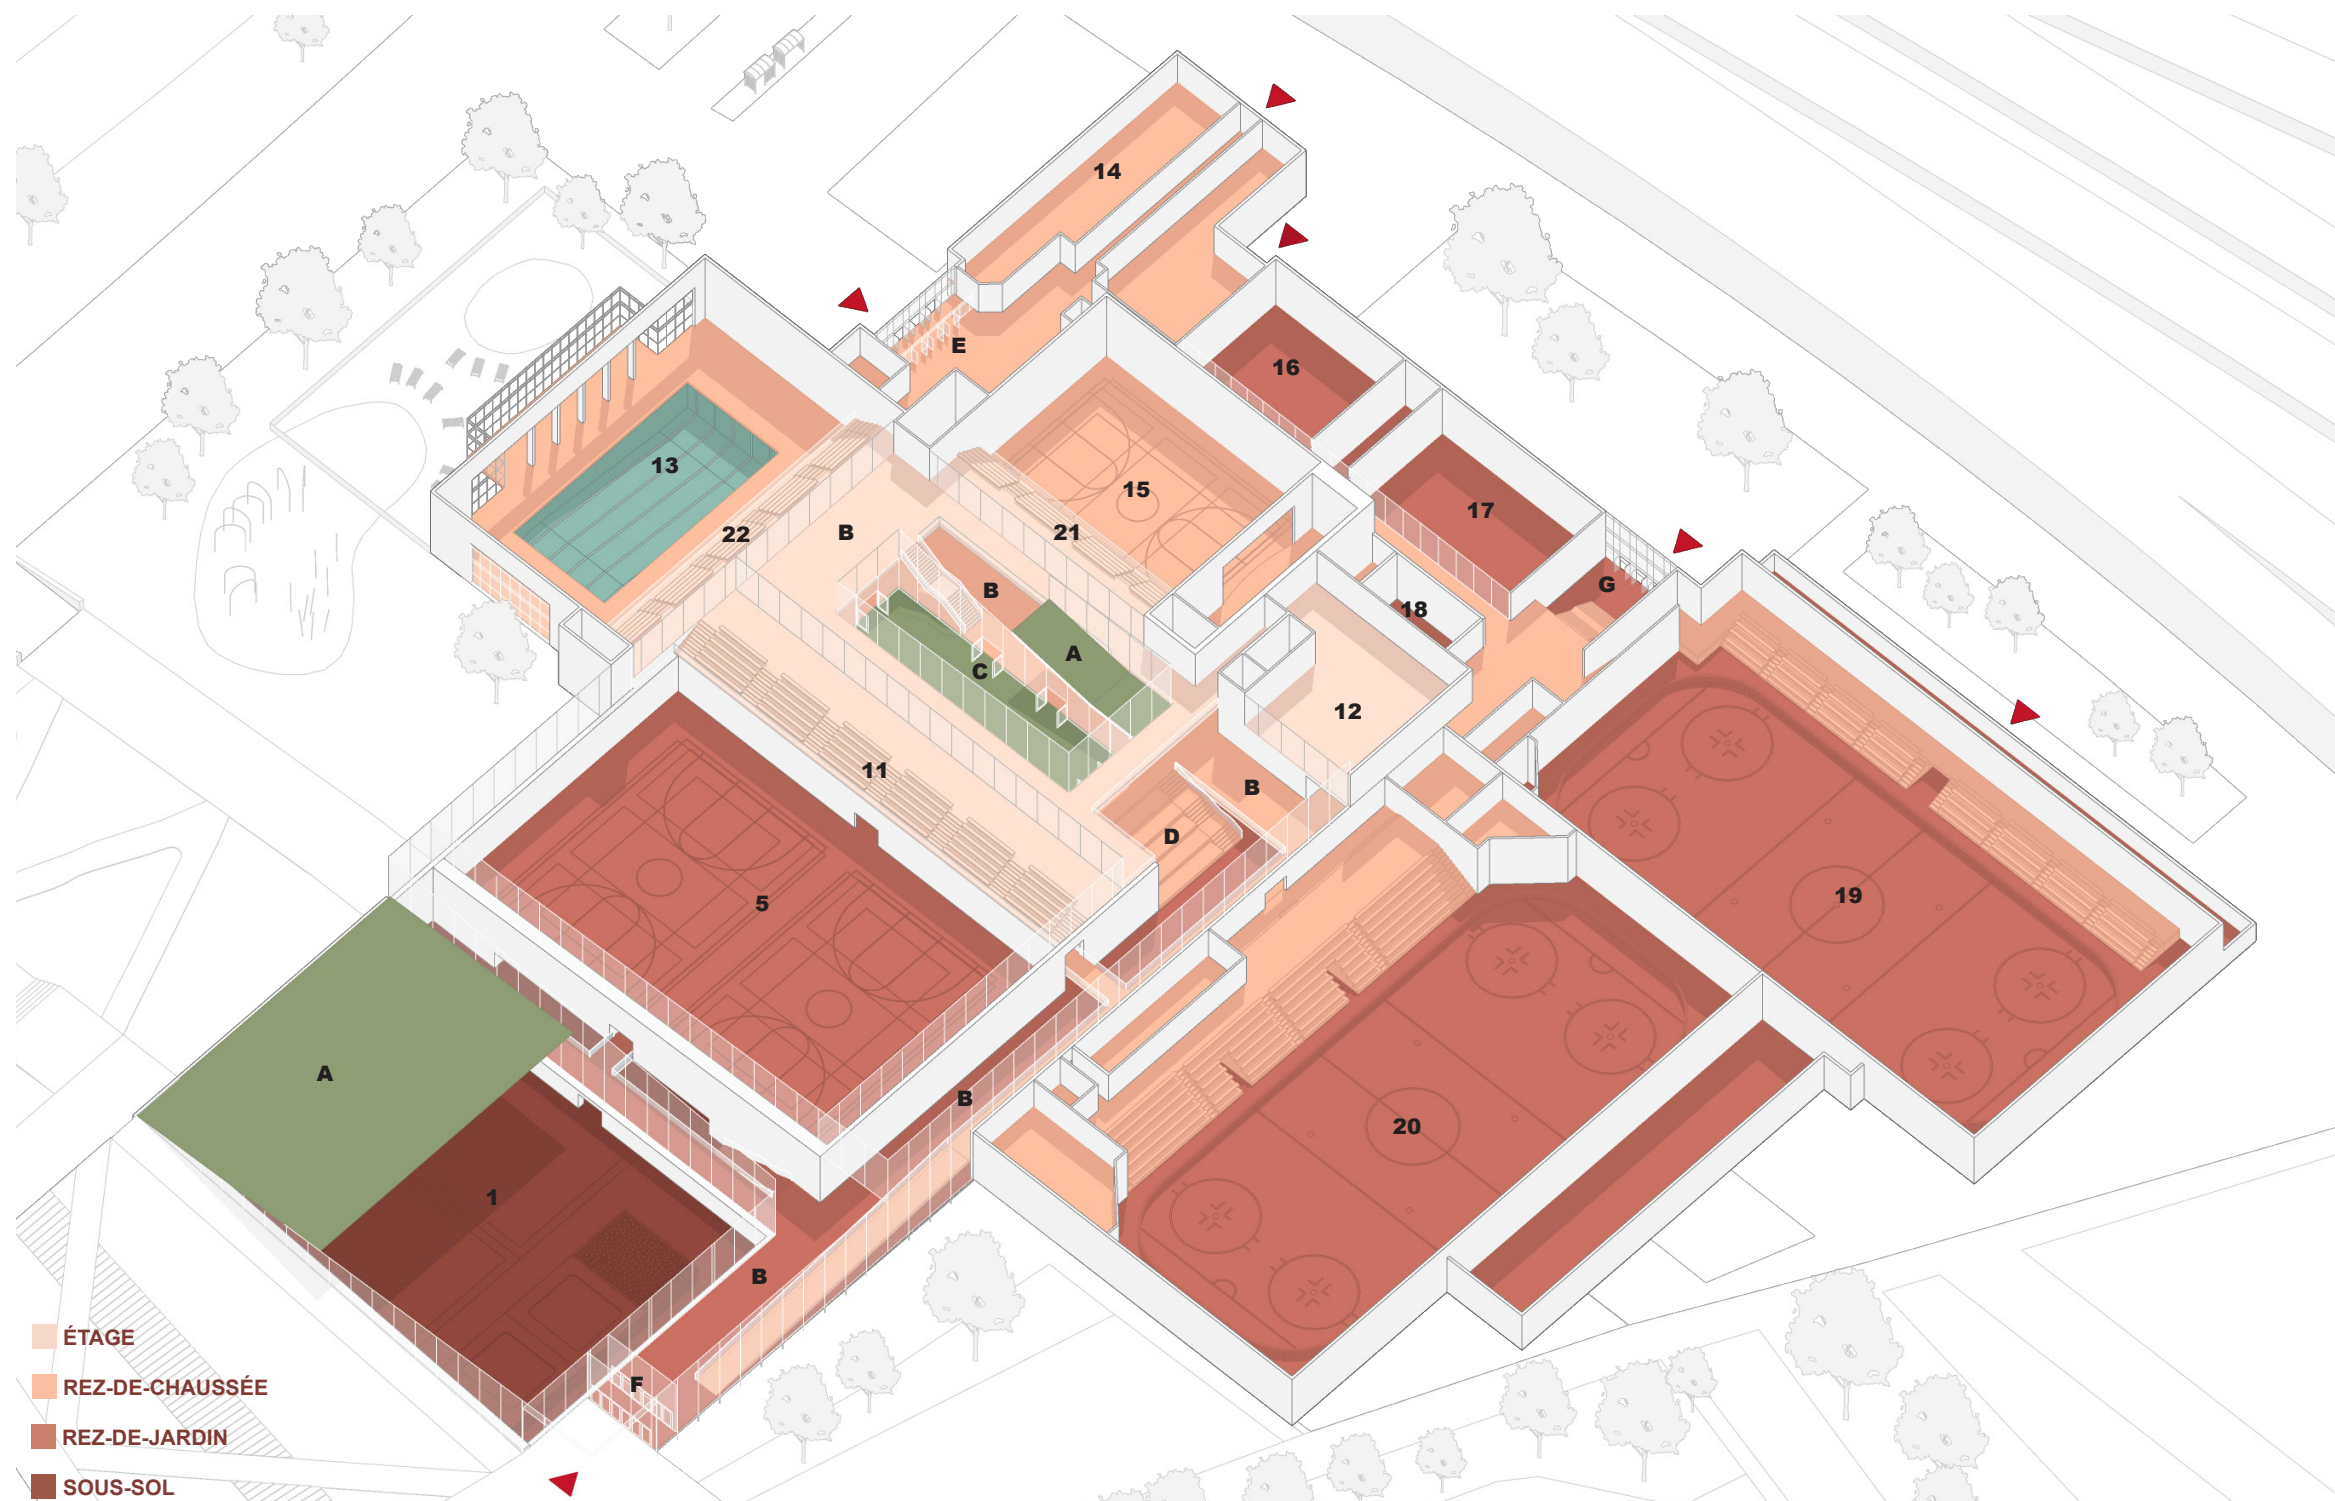 14
E
16
13
15
17
22
B
21
G
B
18
A
C
12
B
11
D
19
5
A
B
20
1
B
F
ÉTAGE
REZ-DE-CHAUSSÉE
REZ-DE-JARDIN
SOUS-SOL